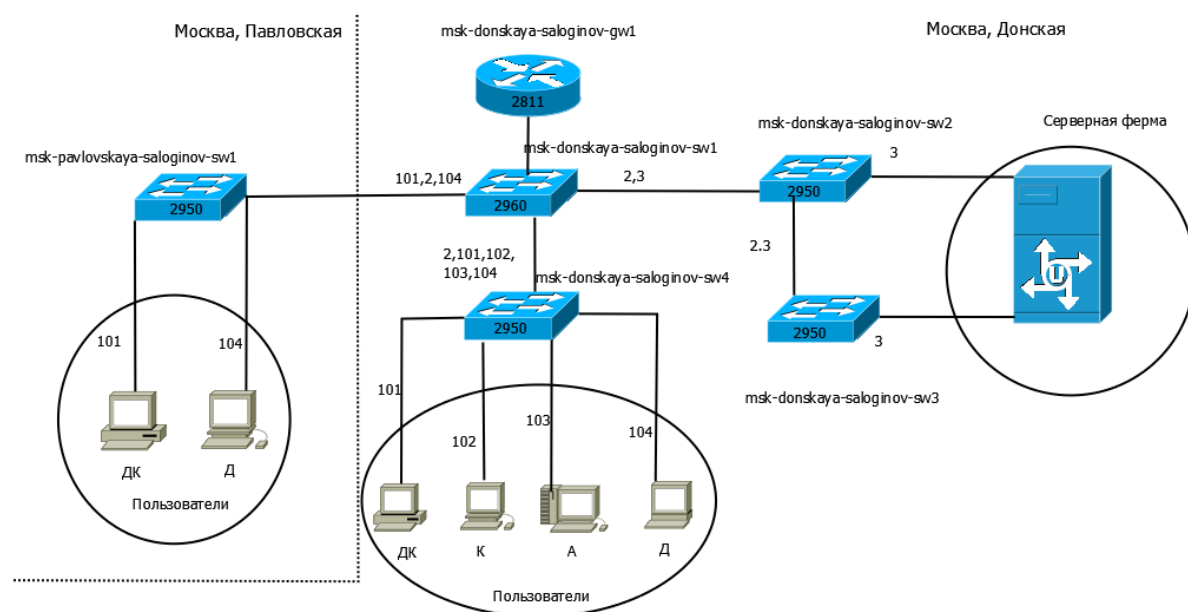 Москва, Павловская
msk-donskaya-saloginov-gw1
Москва, Донская
2811
msk-donskaya-saloginov-sw2
Серверная ферма
msk-pavlovskaya-saloginov-sw1
msk-donskaya-saloginov-sw1
3
101,2,104
2,3
2950
2950
2960
2,101,102,
103,104
2.3
msk-donskaya-saloginov-sw4
U
2950
2950
101
104
3
101
103
102
104
msk-donskaya-saloginov-sw3
ДК
Д
Пользователи
ДК
К
А
Д
Пользователи